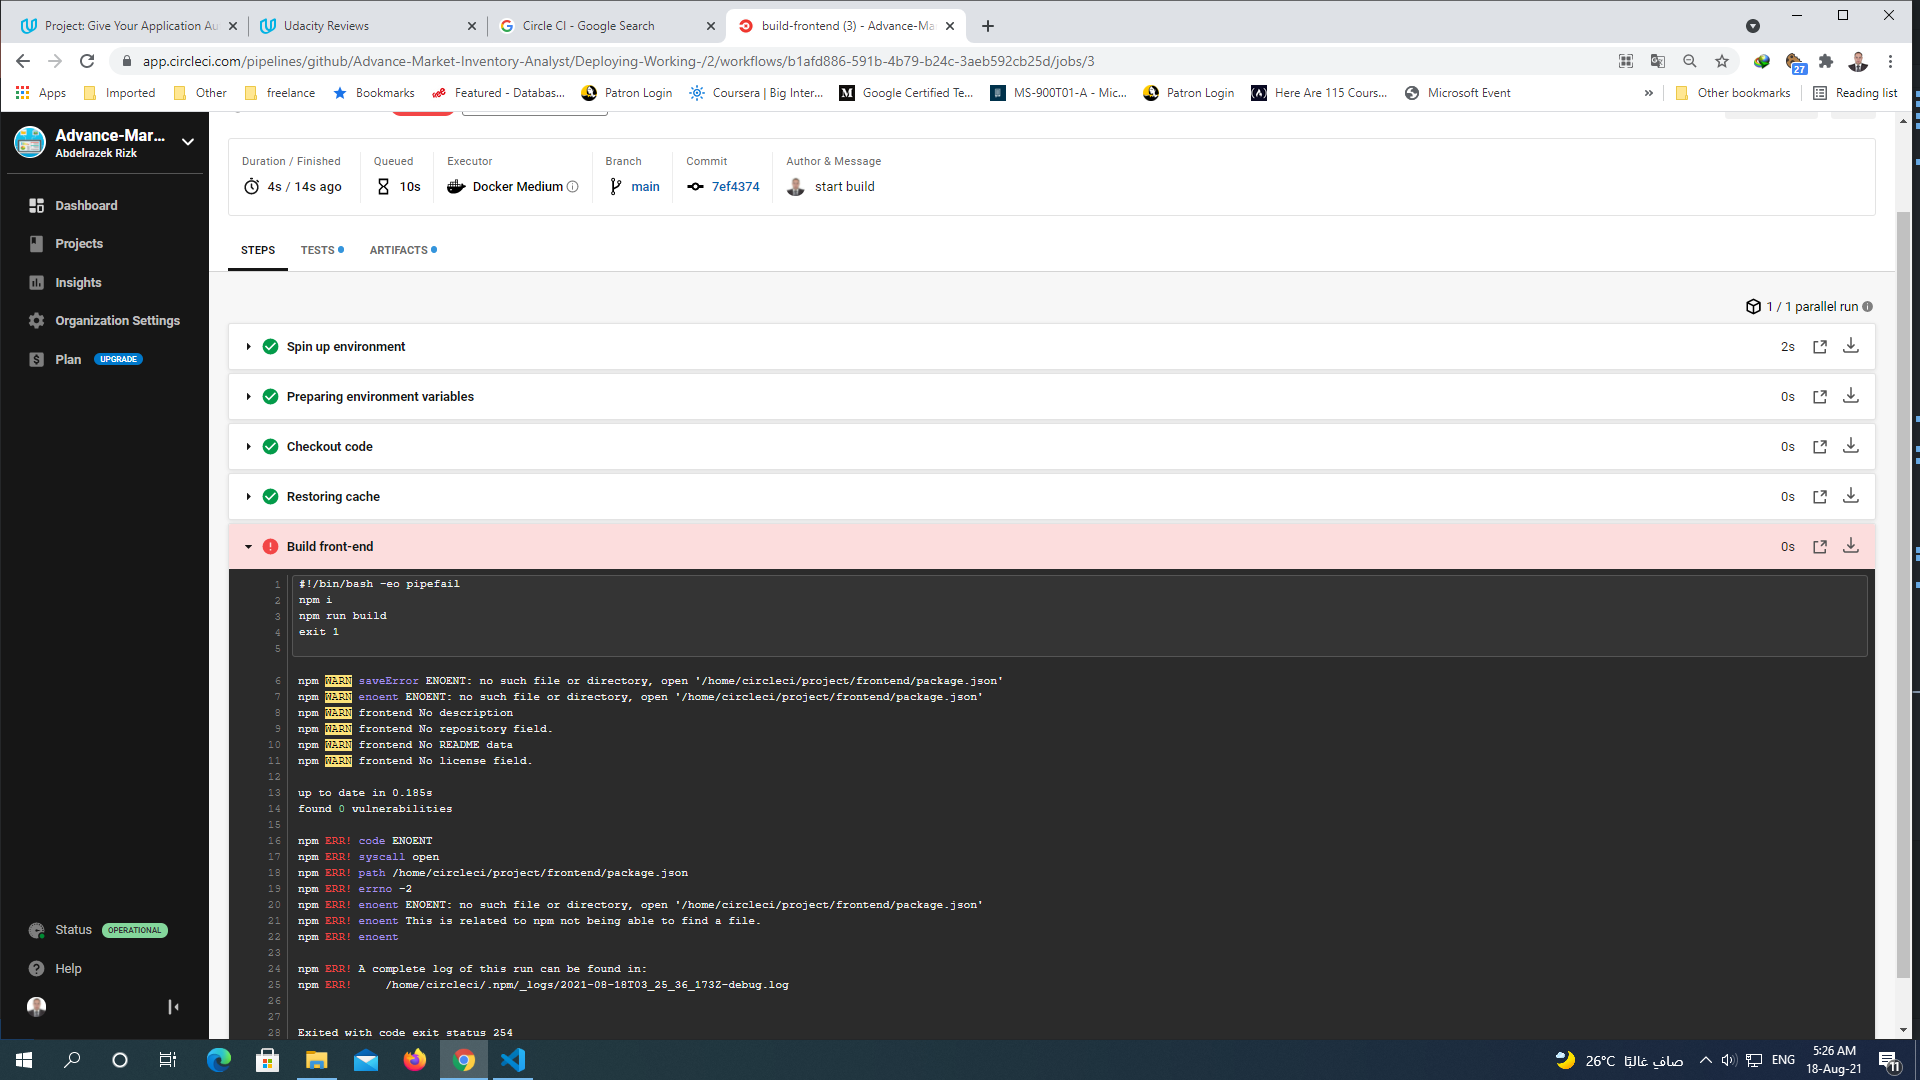 Project: Give Your Application Au
Udacity Reviews
Circle CI - Google Search
build-frontend (3) - Advance-Ma
app.circleci.com/pipelines/github/Advance-Market-Inventory-Analyst/Deploying-Working-/2/workflows/b1afd886-591b-4b79-b24c-3aeb592cb25d/jobs/3
27
Apps
Imported
Other
freelance
Bookmarks
Featured - Databas...
Patron Login
Coursera | Big Inter...
Google Certified Te...
MS-900T01-A - Mic...
Patron Login
Here Are 115 Cours...
Microsoft Event
»
Other bookmarks
Reading list
Advance-Mar...
Abdelrazek Rizk
Dashboard
Projects
Insights
Organization Settings
Plan UPGRADE
Status OPERATIONAL
Help
Duration / Finished
4s / 14s ago
Queued
10s
Executor
Docker Medium
Branch
main
Commit
7ef4374
Author & Message
start build
STEPS
TESTS
ARTIFACTS
1 / 1 parallel run
Spin up environment 2s
Preparing environment variables 0s
Checkout code 0s
Restoring cache 0s
Build front-end 0s
1 #!/bin/bash -eo pipefail
2 npm i
3 npm run build
4 exit 1
5
6 npm WARN saveError ENOENT: no such file or directory, open '/home/circleci/project/frontend/package.json'
7 npm WARN enoent ENOENT: no such file or directory, open '/home/circleci/project/frontend/package.json'
8 npm WARN frontend No description
9 npm WARN frontend No repository field.
10 npm WARN frontend No README data
11 npm WARN frontend No license field.
12
13 up to date in 0.185s
14 found 0 vulnerabilities
15
16 npm ERR! code ENOENT
17 npm ERR! syscall open
18 npm ERR! path /home/circleci/project/frontend/package.json
19 npm ERR! errno -2
20 npm ERR! enoent ENOENT: no such file or directory, open '/home/circleci/project/frontend/package.json'
21 npm ERR! enoent This is related to npm not being able to find a file.
22 npm ERR! enoent
23
24 npm ERR! A complete log of this run can be found in:
25 npm ERR!     /home/circleci/.npm/_logs/2021-08-18T03_25_36_173Z-debug.log
26
27
28 Exited with code exit status 254
26°C صافٍ غالبًا
ENG
5:26 AM
18-Aug-21
11